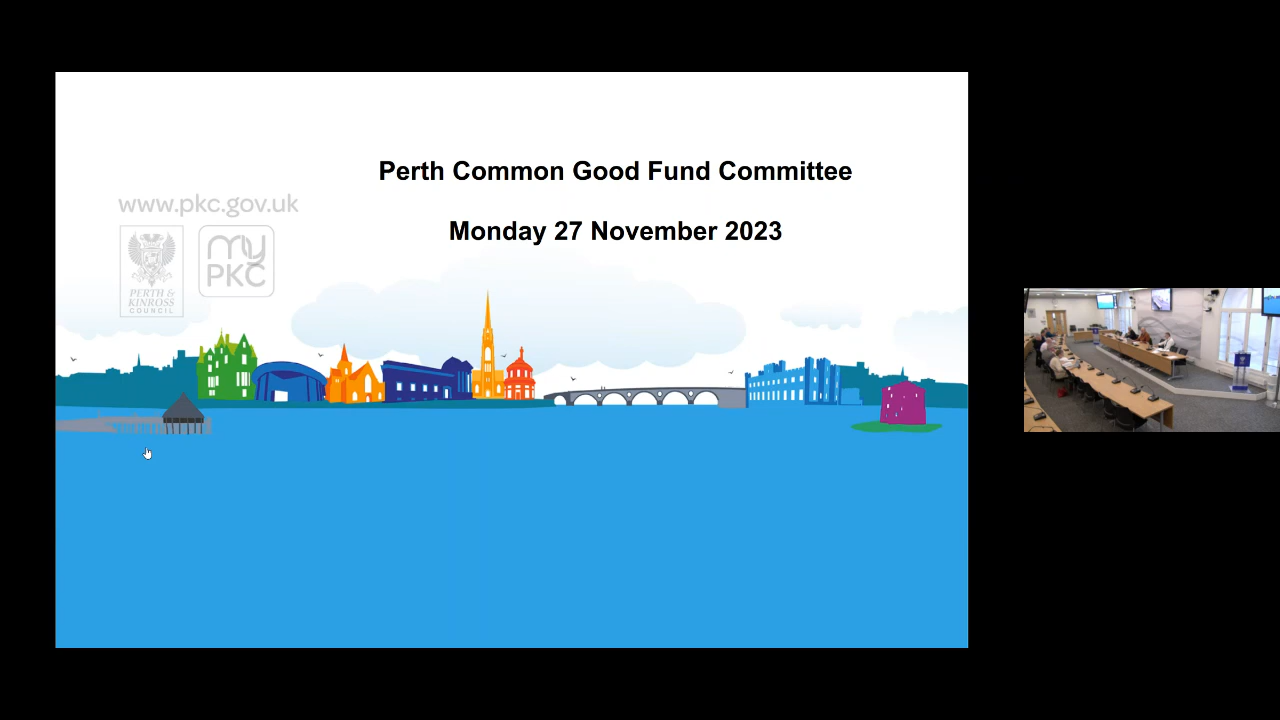 Perth Common Good Fund Committee
Monday 27 November 2023
www.pkc.gov.uk
my
PKC
PERTH &
KINROSS
COUNCIL